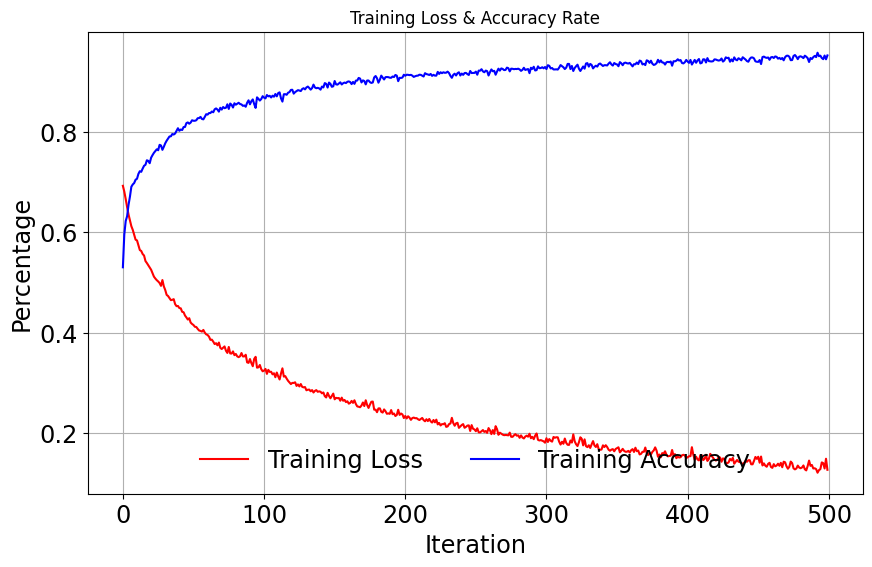 Training Loss & Accuracy Rate
Percentage
0.8
0.6
0.4
0.2
Training Loss Training Accuracy
0 100 200 300 400 500
Iteration